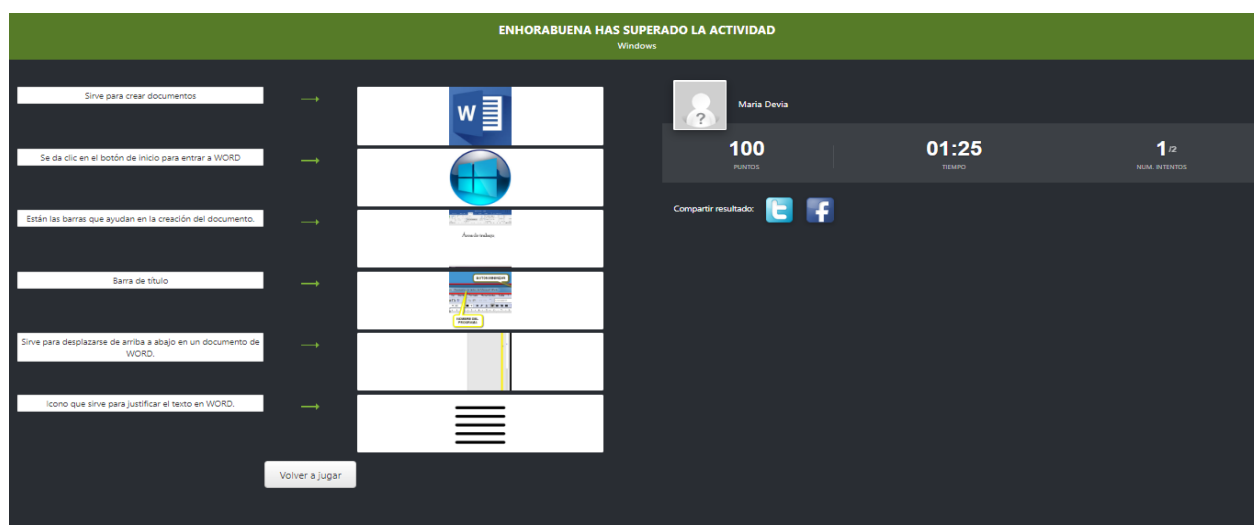 ENHORABUENA HAS SUPERADO LA ACTIVIDAD
Windows
Sirve para crear documentos
W
Se da clic en el botón de inicio para entrar a WORD
Están las barras que ayudan en la creación del documento.
Área de trabajo
Barra de título
Sirve para desplazarse de arriba a abajo en un documento de
WORD.
Icono que sirve para justificar el texto en WORD.
Volver a jugar
Maria Devia
100
PUNTOS
01:25
TIEMPO
1 /2
NUM. INTENTOS
Compartir resultado: